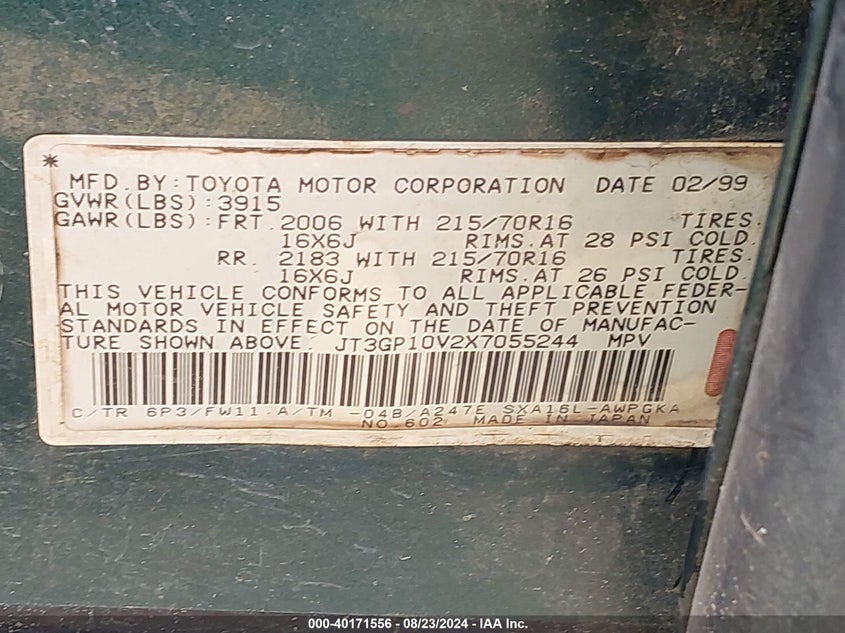 *
MFD. BY: TOYOTA MOTOR CORPORATION DATE 02/99
GVWR(LBS): 3915
GAWR(LBS): FRT. 2006 WITH 215/70R16 TIRES.
16X6J RIMS. AT 28 PSI COLD.
RR. 2183 WITH 215/70R16 TIRES.
16X6J RIMS. AT 26 PSI COLD.
THIS VEHICLE CONFORMS TO ALL APPLICABLE FEDER-
AL MOTOR VEHICLE SAFETY AND THEFT PREVENTION
STANDARDS IN EFFECT ON THE DATE OF MANUFAC-
TURE SHOWN ABOVE. JT3GP10V2X7055244 MPV
C/TR 6P3/FW11 A/TM -04B/A247E SXA16L-AWPGKA
NO.602 MADE IN JAPAN
000-40171556 - 08/23/2024 - IAA Inc.